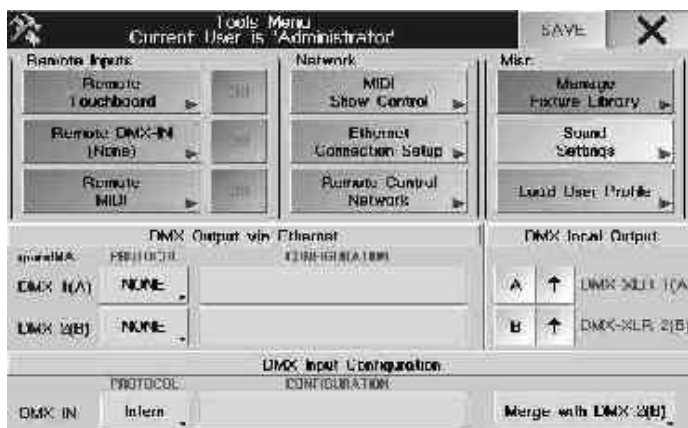 Tools Menu
Current User is 'Administrator'
SAVE
Remote Inputs
Network
Misc.
Remote
Touchboard
MIDI
Show Control
Manage
Fixture Library
Remote DMX-IN
(None)
Ethernet
Connection Setup
Sound
Settings
Remote
MIDI
Remote Control
Network
Load User Profile
DMX Output via Ethernet
DMX local Output
PROTOCOL
CONFIGURATION
DMX 1(A)
NONE
A
DMX-XLR 1(A
DMX 2(B)
NONE
B
DMX-XLR 2(B)
DMX Input Configuration
PROTOCOL
CONFIGURATION
DMX IN
Intern
Merge with DMX 2(B)